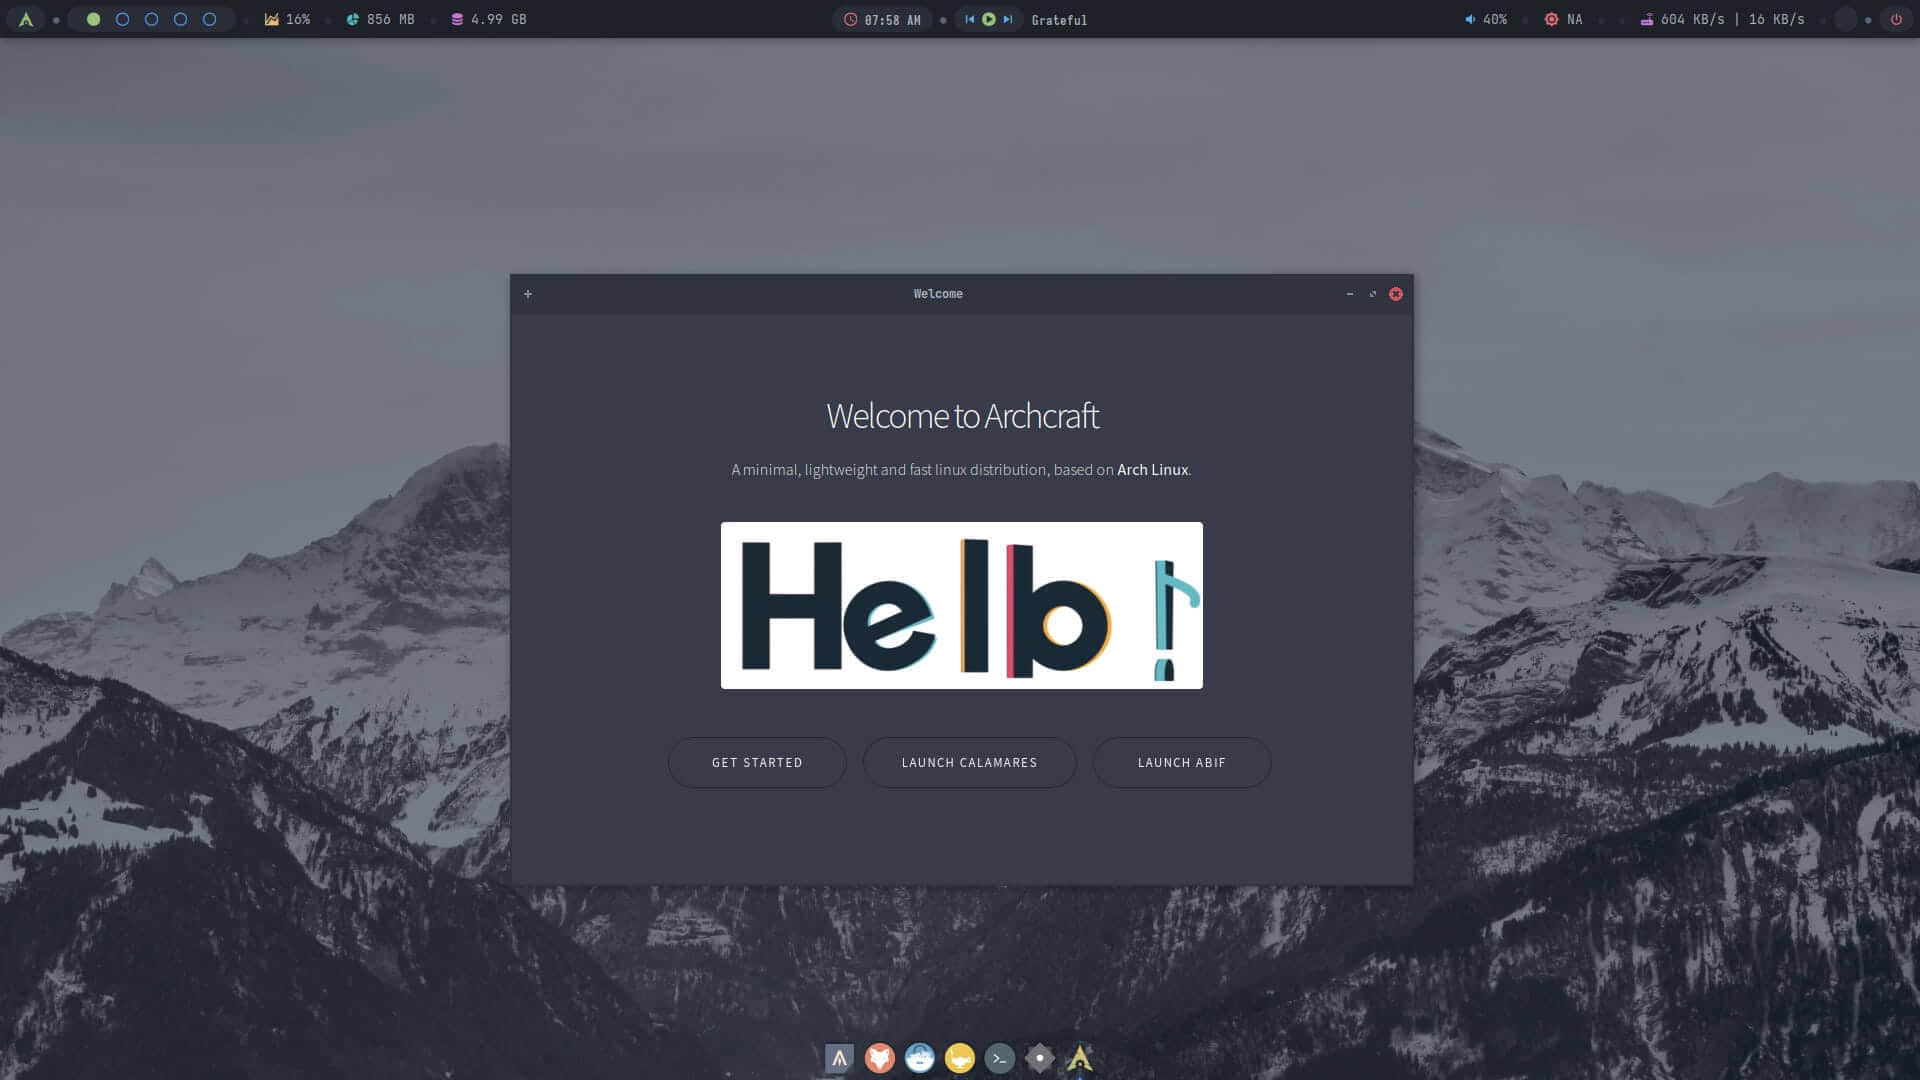 16% 856 MB 4.99 GB 07:58 AM Grateful 40% NA 604 KB/s | 16 KB/s
Welcome
Welcome to Archcraft
A minimal, lightweight and fast linux distribution, based on Arch Linux.
Hello !
GET STARTED LAUNCH CALAMARES LAUNCH ABIF